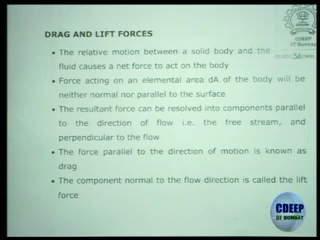 CDEEP
IIT Bombay
DRAG AND LIFT FORCES
• The relative motion between a solid body and the
fluid causes a net force to act on the body
• Force acting on an elemental area dA of the body will be
neither normal nor parallel to the surface
• The resultant force can be resolved into components parallel
to the direction of flow i.e. the free stream, and
perpendicular to the flow
• The force parallel to the direction of motion is known as
drag
• The component normal to the flow direction is called the lift
force
CDEEP
IIT BOMBAY